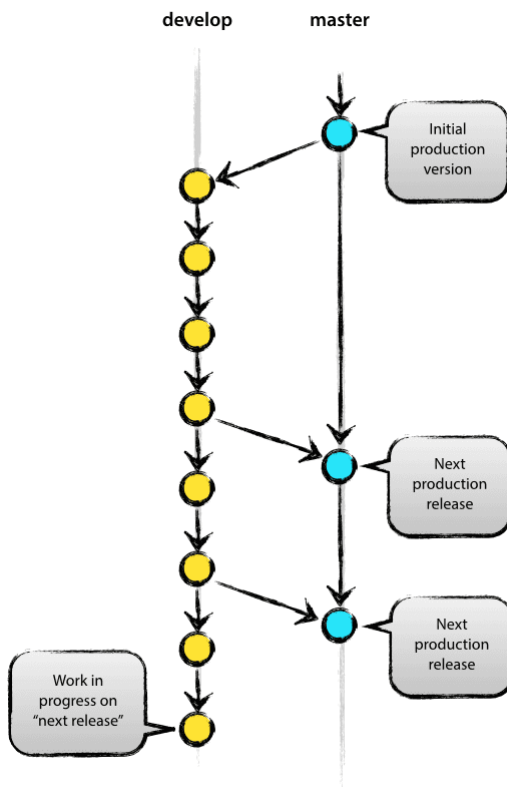 develop
master
Initial
production
version
Next
production
release
Next
production
release
Work in
progress on
“next release”